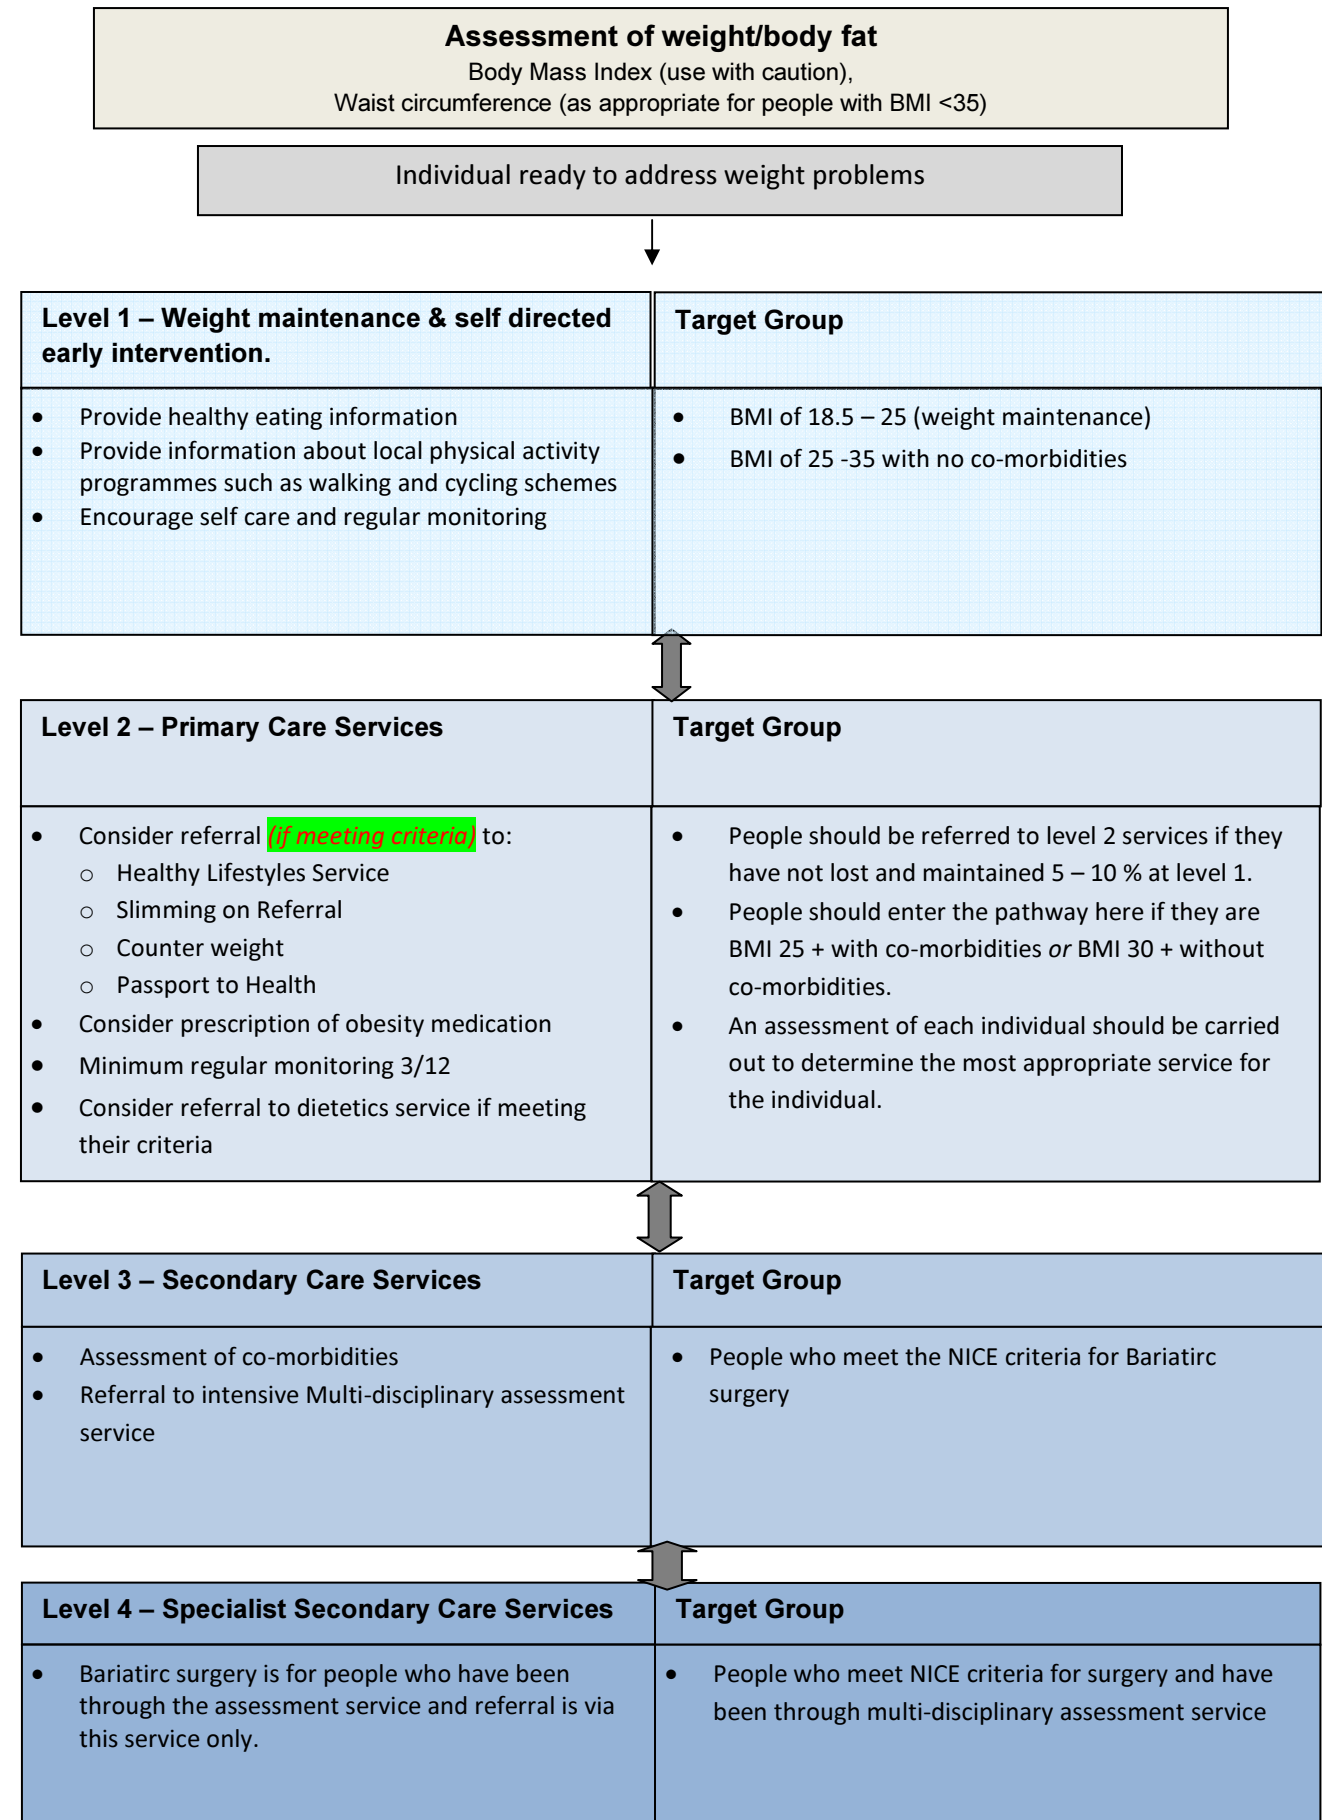 Assessment of weight/body fat
Body Mass Index (use with caution),
Waist circumference (as appropriate for people with BMI <35)
Individual ready to address weight problems
Level 1 – Weight maintenance & self directed
early intervention.
Target Group
• Provide healthy eating information
• Provide information about local physical activity
programmes such as walking and cycling schemes
• Encourage self care and regular monitoring
• BMI of 18.5 – 25 (weight maintenance)
• BMI of 25 -35 with no co-morbidities
Level 2 – Primary Care Services
Target Group
• Consider referral (if meeting criteria) to:
o Healthy Lifestyles Service
o Slimming on Referral
o Counter weight
o Passport to Health
• Consider prescription of obesity medication
• Minimum regular monitoring 3/12
• Consider referral to dietetics service if meeting
their criteria
• People should be referred to level 2 services if they
have not lost and maintained 5 – 10 % at level 1.
• People should enter the pathway here if they are
BMI 25 + with co-morbidities or BMI 30 + without
co-morbidities.
• An assessment of each individual should be carried
out to determine the most appropriate service for
the individual.
Level 3 – Secondary Care Services
Target Group
• Assessment of co-morbidities
• Referral to intensive Multi-disciplinary assessment
service
• People who meet the NICE criteria for Bariatirc
surgery
Level 4 – Specialist Secondary Care Services
Target Group
• Bariatirc surgery is for people who have been
through the assessment service and referral is via
this service only.
• People who meet NICE criteria for surgery and have
been through multi-disciplinary assessment service